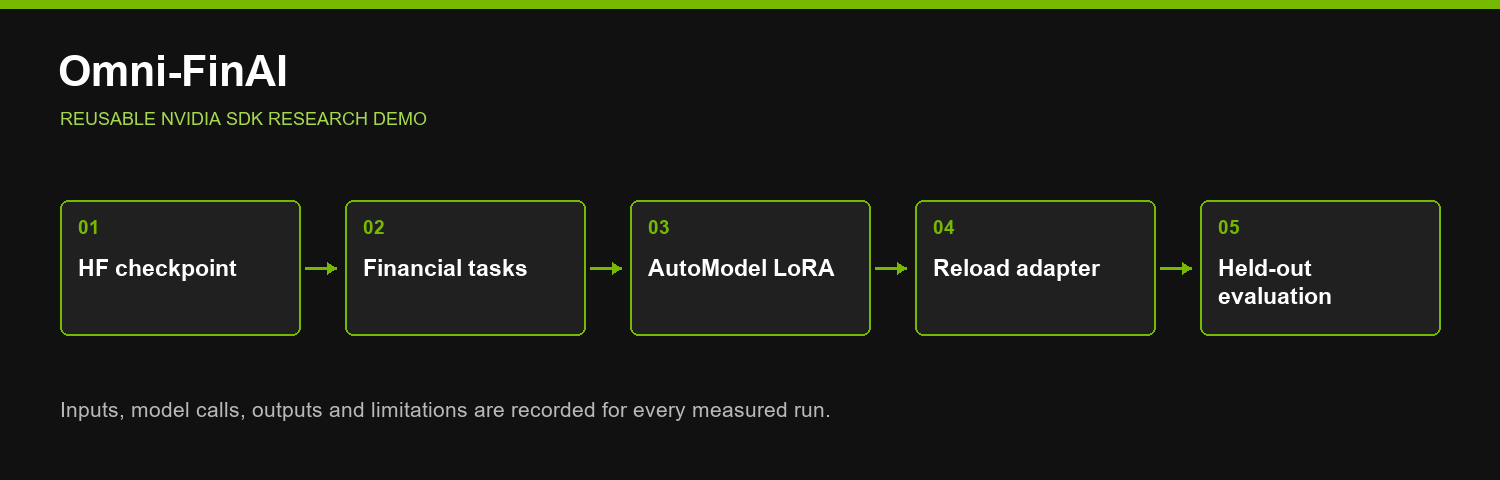 Omni-FinAI
REUSABLE NVIDIA SDK RESEARCH DEMO
01
HF checkpoint
02
Financial tasks
03
AutoModel LoRA
04
Reload adapter
05
Held-out
evaluation
Inputs, model calls, outputs and limitations are recorded for every measured run.